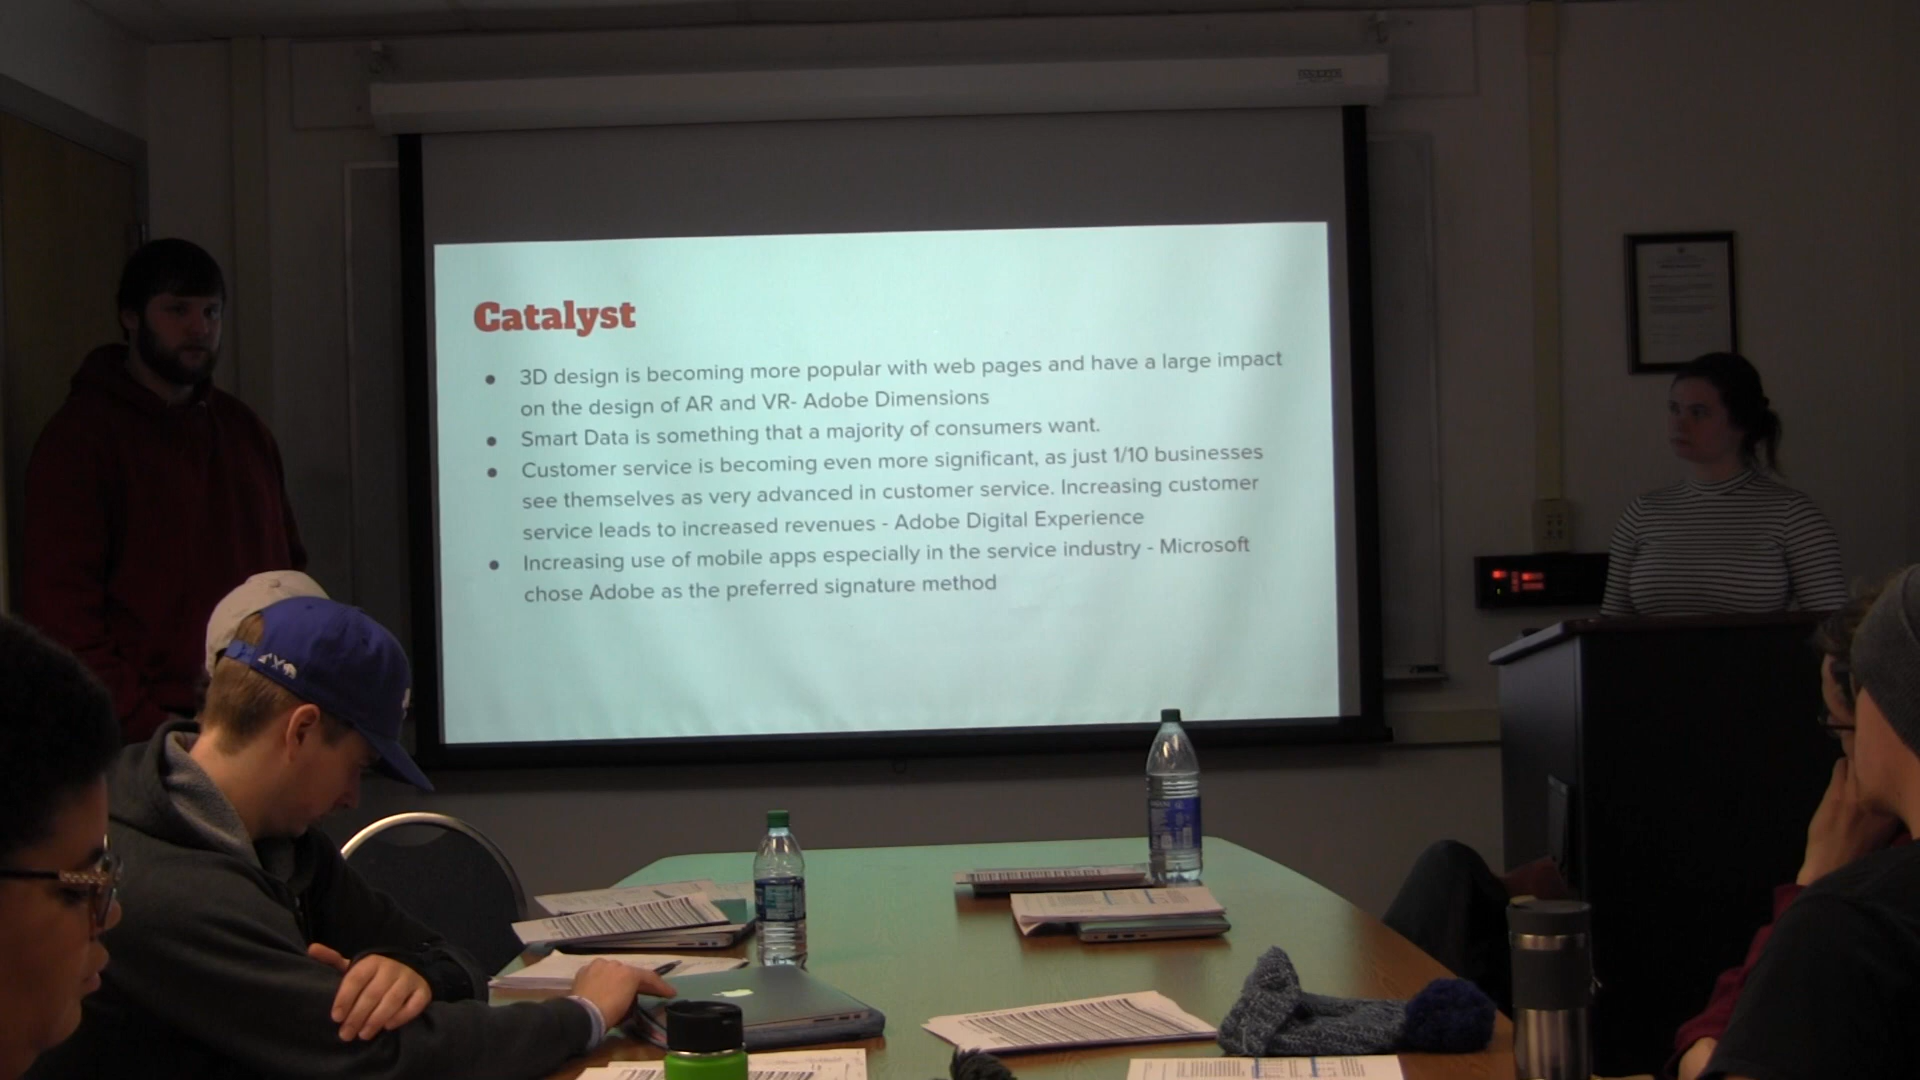 Catalyst
● 3D design is becoming more popular with web pages and have a large impact
on the design of AR and VR- Adobe Dimensions
● Smart Data is something that a majority of consumers want.
● Customer service is becoming even more significant, as just 1/10 businesses
see themselves as very advanced in customer service. Increasing customer
service leads to increased revenues - Adobe Digital Experience
● Increasing use of mobile apps especially in the service industry - Microsoft
chose Adobe as the preferred signature method